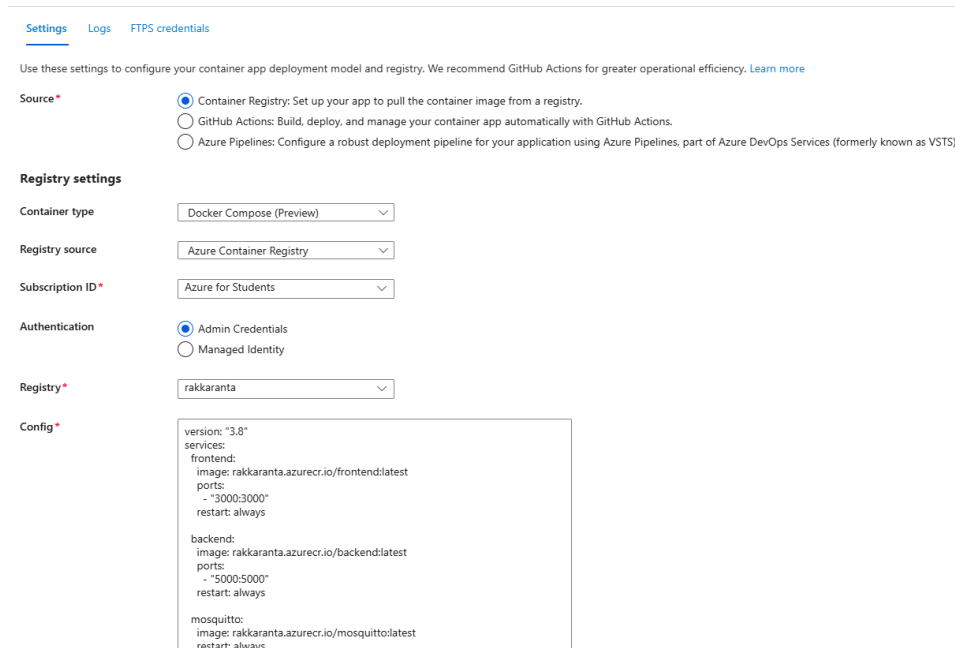 Settings Logs FTPS credentials
Use these settings to configure your container app deployment model and registry. We recommend GitHub Actions for greater operational efficiency. Learn more
Source*
Container Registry: Set up your app to pull the container image from a registry.
GitHub Actions: Build, deploy, and manage your container app automatically with GitHub Actions.
Azure Pipelines: Configure a robust deployment pipeline for your application using Azure Pipelines, part of Azure DevOps Services (formerly known as VSTS)
Registry settings
Container type Docker Compose (Preview)
Registry source Azure Container Registry
Subscription ID* Azure for Students
Authentication Admin Credentials
Managed Identity
Registry* rakkaranta
Config* version: "3.8"
services:
frontend:
image: rakkaranta.azurecr.io/frontend:latest
ports:
- "3000:3000"
restart: always
backend:
image: rakkaranta.azurecr.io/backend:latest
ports:
- "5000:5000"
restart: always
mosquitto:
image: rakkaranta.azurecr.io/mosquitto:latest
restart: always